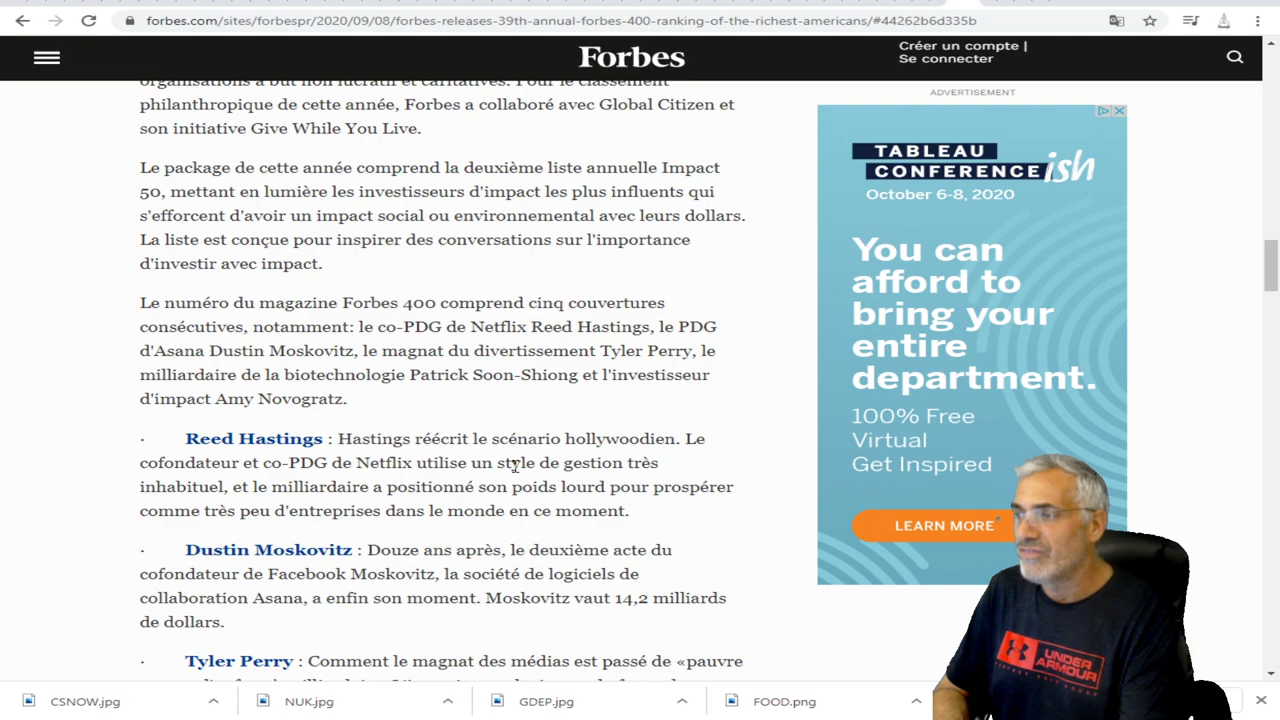 forbes.com/sites/forbespr/2020/09/08/forbes-releases-39th-annual-forbes-400-ranking-of-the-richest-americans/#44262b6d335b
Forbes
Créer un compte |
Se connecter
organisations à but non lucratif et caritatives. Pour le classement
philanthropique de cette année, Forbes a collaboré avec Global Citizen et
son initiative Give While You Live.
Le package de cette année comprend la deuxième liste annuelle Impact
50, mettant en lumière les investisseurs d'impact les plus influents qui
s'efforcent d'avoir un impact social ou environnemental avec leurs dollars.
La liste est conçue pour inspirer des conversations sur l'importance
d'investir avec impact.
Le numéro du magazine Forbes 400 comprend cinq couvertures
consécutives, notamment: le co-PDG de Netflix Reed Hastings, le PDG
d'Asana Dustin Moskovitz, le magnat du divertissement Tyler Perry, le
milliardaire de la biotechnologie Patrick Soon-Shiong et l'investisseur
d'impact Amy Novogratz.
· Reed Hastings : Hastings réécrit le scénario hollywoodien. Le
cofondateur et co-PDG de Netflix utilise un style de gestion très
inhabituel, et le milliardaire a positionné son poids lourd pour prospérer
comme très peu d'entreprises dans le monde en ce moment.
· Dustin Moskovitz : Douze ans après, le deuxième acte du
cofondateur de Facebook Moskovitz, la société de logiciels de
collaboration Asana, a enfin son moment. Moskovitz vaut 14,2 milliards
de dollars.
· Tyler Perry : Comment le magnat des médias est passé de «pauvre
ADVERTISEMENT
TABLEAU
CONFERENCE ish
October 6-8, 2020
You can
afford to
bring your
entire
department.
100% Free
Virtual
Get Inspired
LEARN MORE
UNDER
ARMOUR
CSNOW.jpg
NUK.jpg
GDEP.jpg
FOOD.png